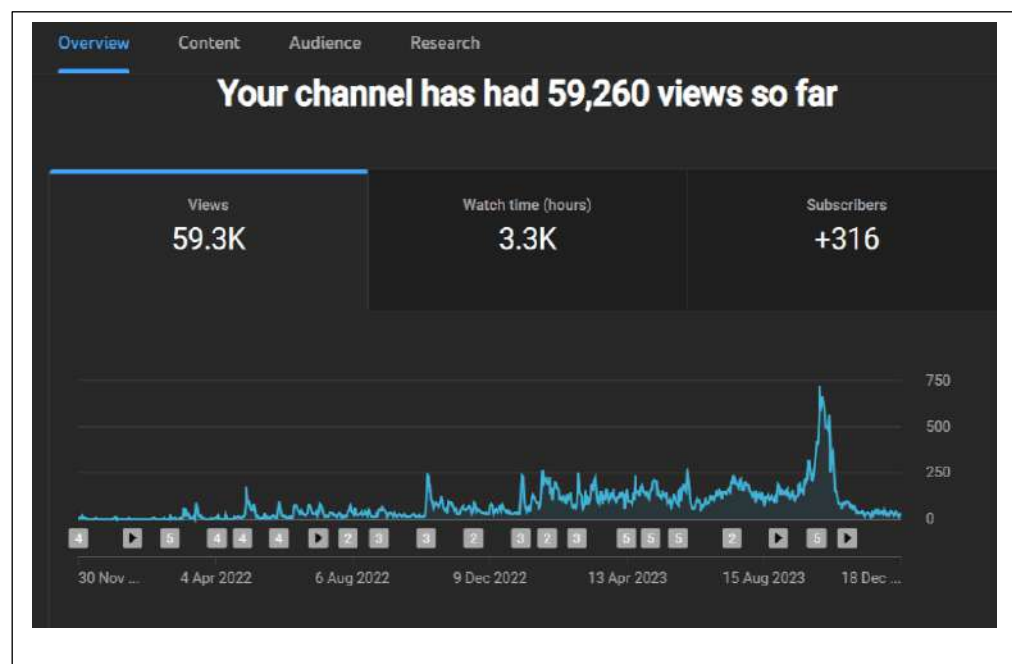 Overview Content Audience Research
Your channel has had 59,260 views so far
Views Watch time (hours) Subscribers
59.3K 3.3K +316
750
500
250
0
4 5 4 4 4 2 3 3 2 3 2 3 5 5 5 2 5
30 Nov ... 4 Apr 2022 6 Aug 2022 9 Dec 2022 13 Apr 2023 15 Aug 2023 18 Dec ...